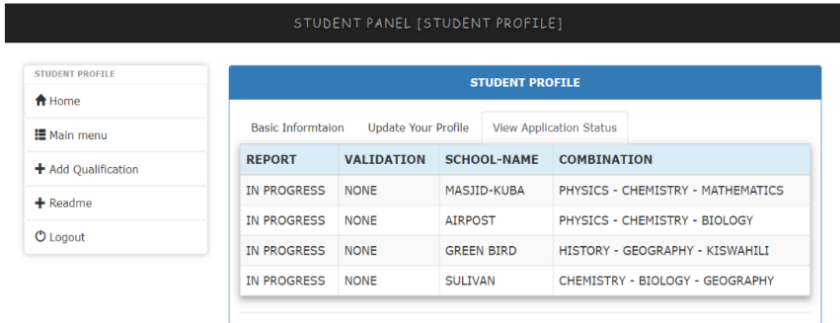 STUDENT PANEL [STUDENT PROFILE]
STUDENT PROFILE
Home
Main menu
Add Qualification
Readme
Logout
STUDENT PROFILE
Basic Informtaion Update Your Profile View Application Status
REPORT VALIDATION SCHOOL-NAME COMBINATION
IN PROGRESS NONE MASJID-KUBA PHYSICS - CHEMISTRY - MATHEMATICS
IN PROGRESS NONE AIRPOST PHYSICS - CHEMISTRY - BIOLOGY
IN PROGRESS NONE GREEN BIRD HISTORY - GEOGRAPHY - KISWAHILI
IN PROGRESS NONE SULIVAN CHEMISTRY - BIOLOGY - GEOGRAPHY